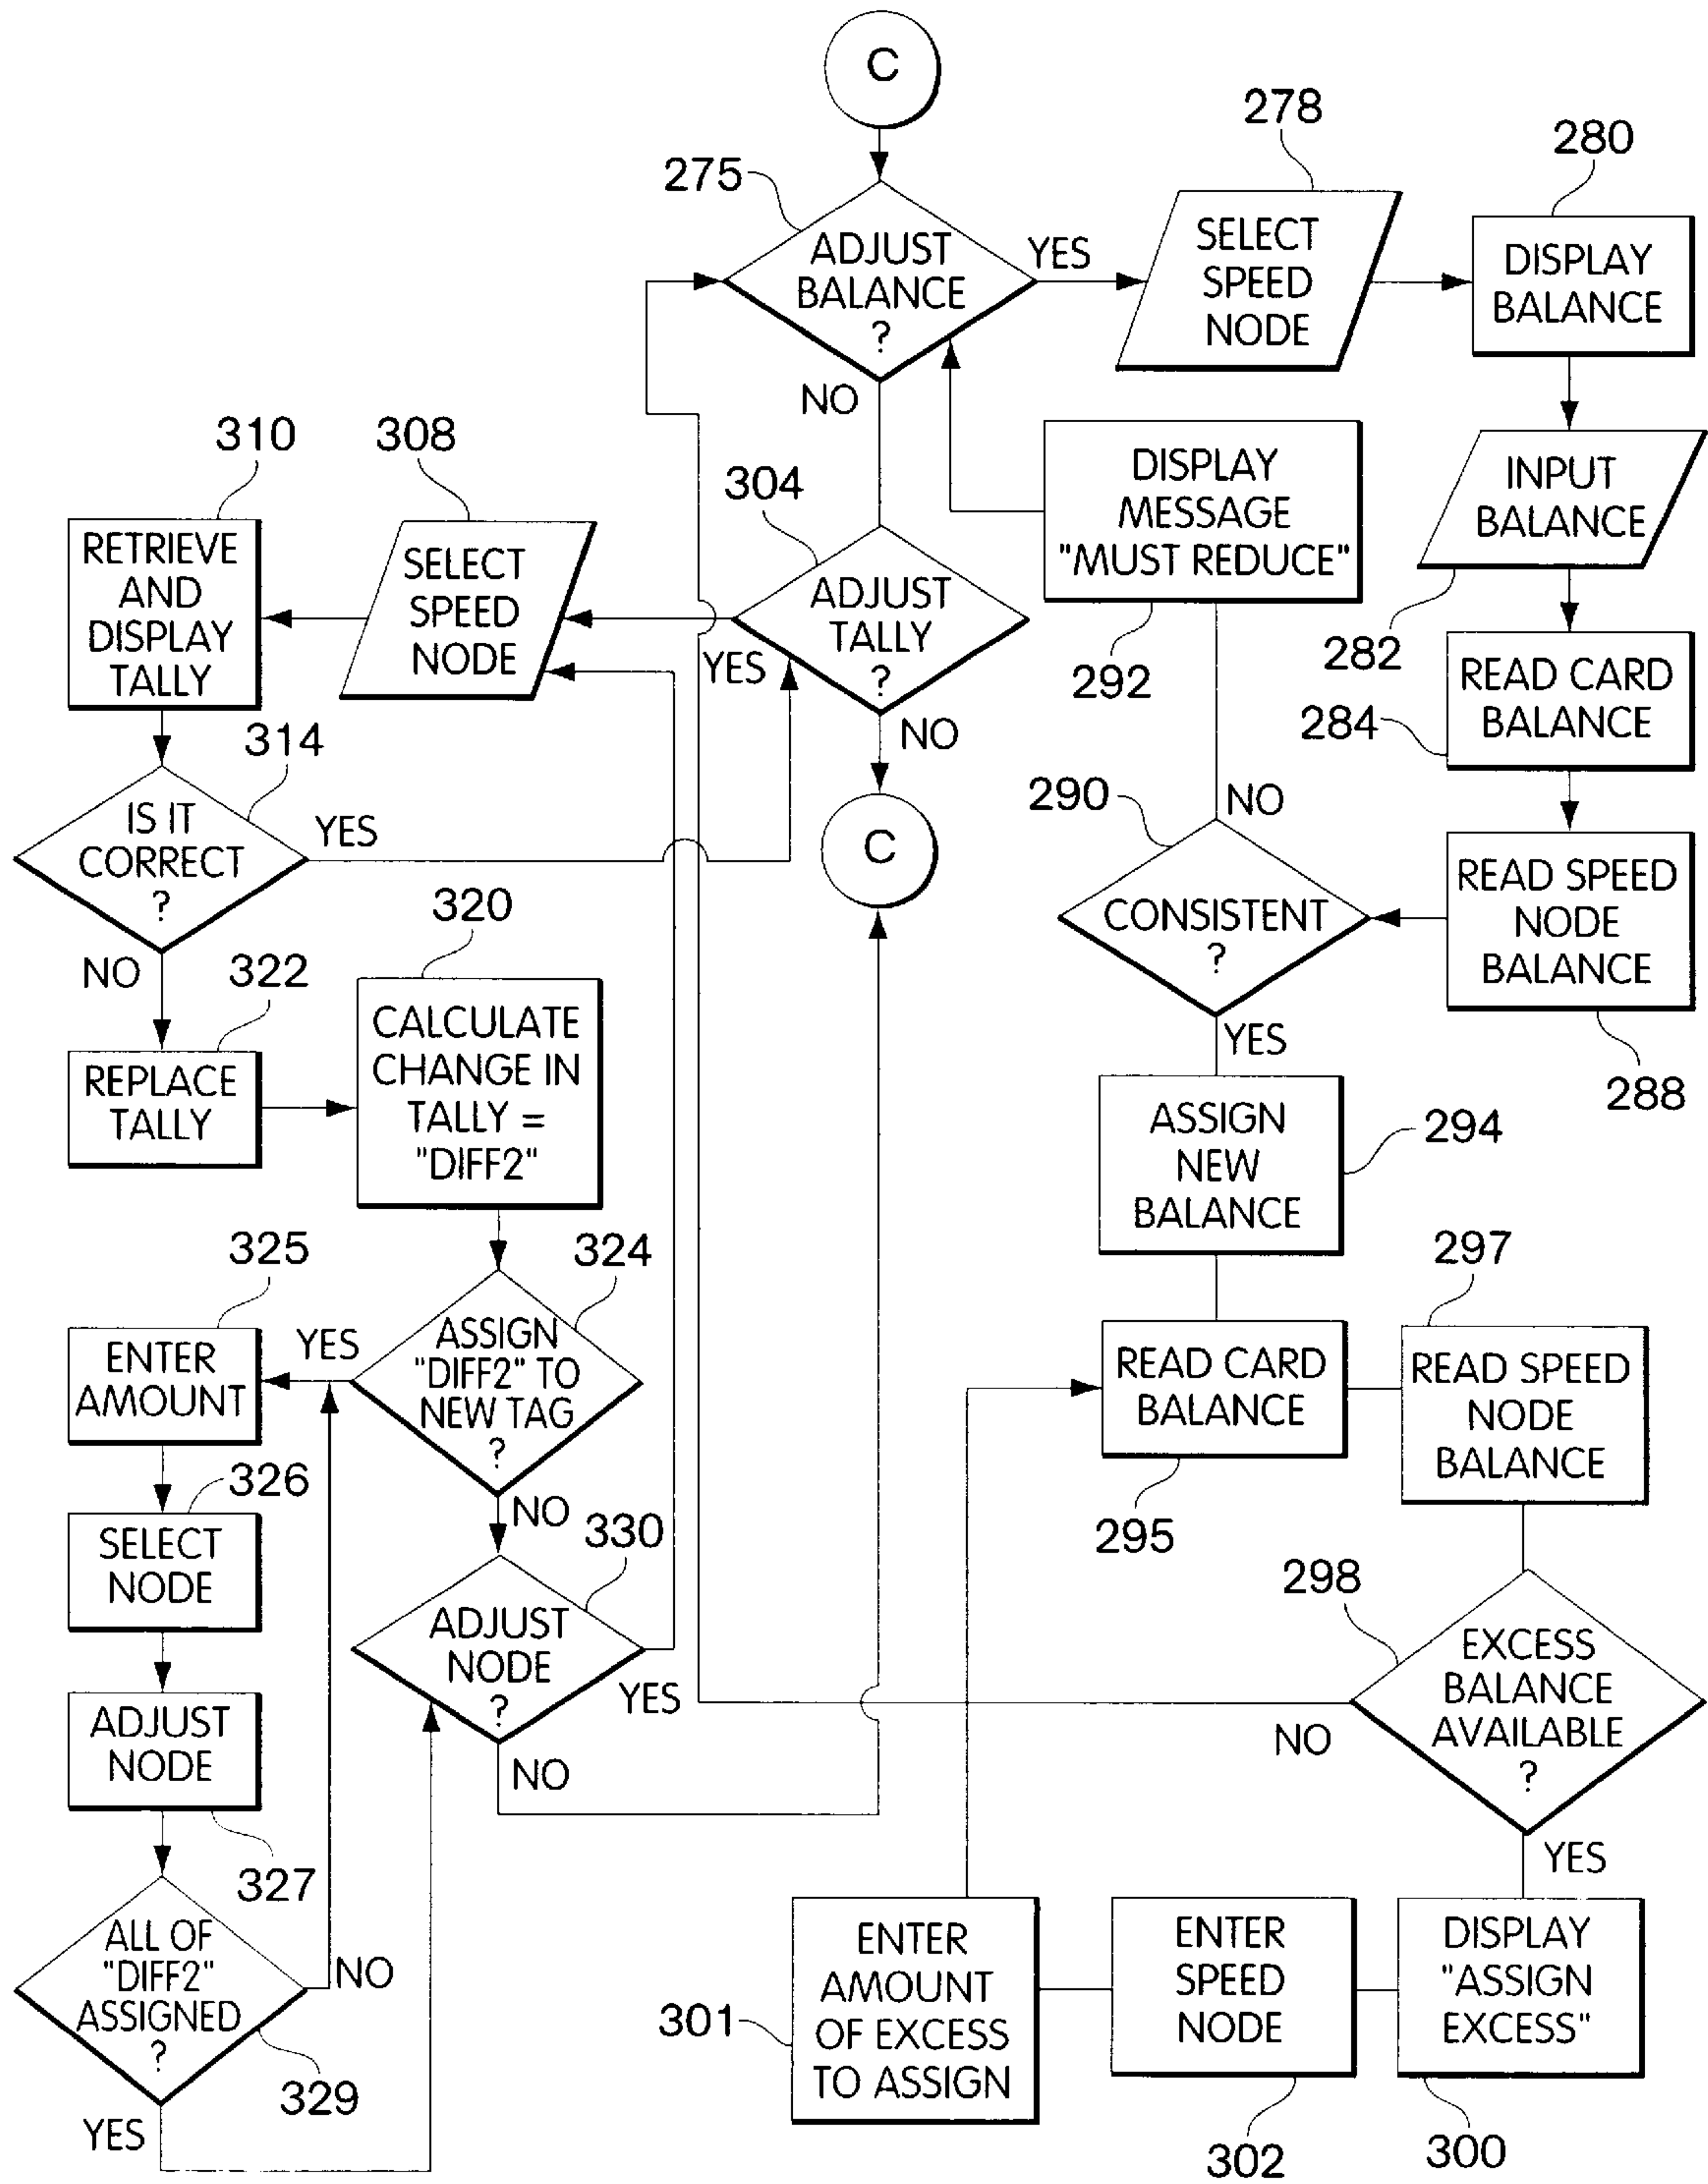 C
278
280
275
ADJUST
BALANCE
?
YES
SELECT
SPEED
NODE
DISPLAY
BALANCE
NO
310
308
304
DISPLAY
MESSAGE
"MUST REDUCE"
INPUT
BALANCE
RETRIEVE
AND
DISPLAY
TALLY
SELECT
SPEED
NODE
ADJUST
TALLY
?
YES
NO
292
282
284
READ CARD
BALANCE
314
IS IT
CORRECT
?
YES
NO
C
290
NO
CONSISTENT
?
YES
READ SPEED
NODE
BALANCE
288
320
322
REPLACE
TALLY
CALCULATE
CHANGE IN
TALLY =
"DIFF2"
ASSIGN
NEW
BALANCE
294
325
324
297
ENTER
AMOUNT
YES
ASSIGN
"DIFF2" TO
NEW TAG
?
NO
READ CARD
BALANCE
295
READ SPEED
NODE
BALANCE
326
SELECT
NODE
330
298
ADJUST
NODE
?
YES
NO
EXCESS
BALANCE
AVAILABLE
?
NO
YES
ADJUST
NODE
327
ALL OF
"DIFF2"
ASSIGNED
?
NO
329
YES
301
ENTER
AMOUNT
OF EXCESS
TO ASSIGN
ENTER
SPEED
NODE
302
DISPLAY
"ASSIGN
EXCESS"
300